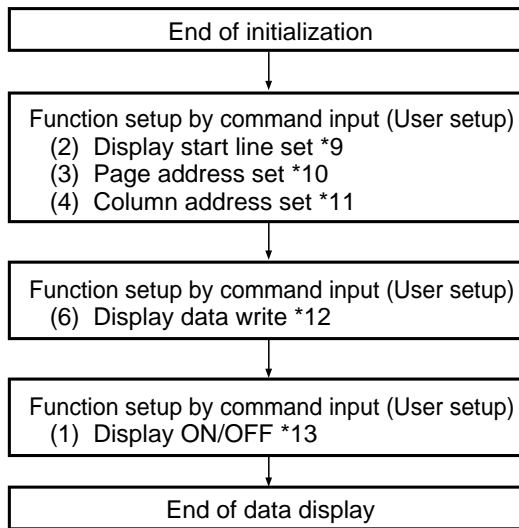 End of initialization
Function setup by command input (User setup)
(2) Display start line set *9
(3) Page address set *10
(4) Column address set *11
Function setup by command input (User setup)
(6) Display data write *12
Function setup by command input (User setup)
(1) Display ON/OFF *13
End of data display